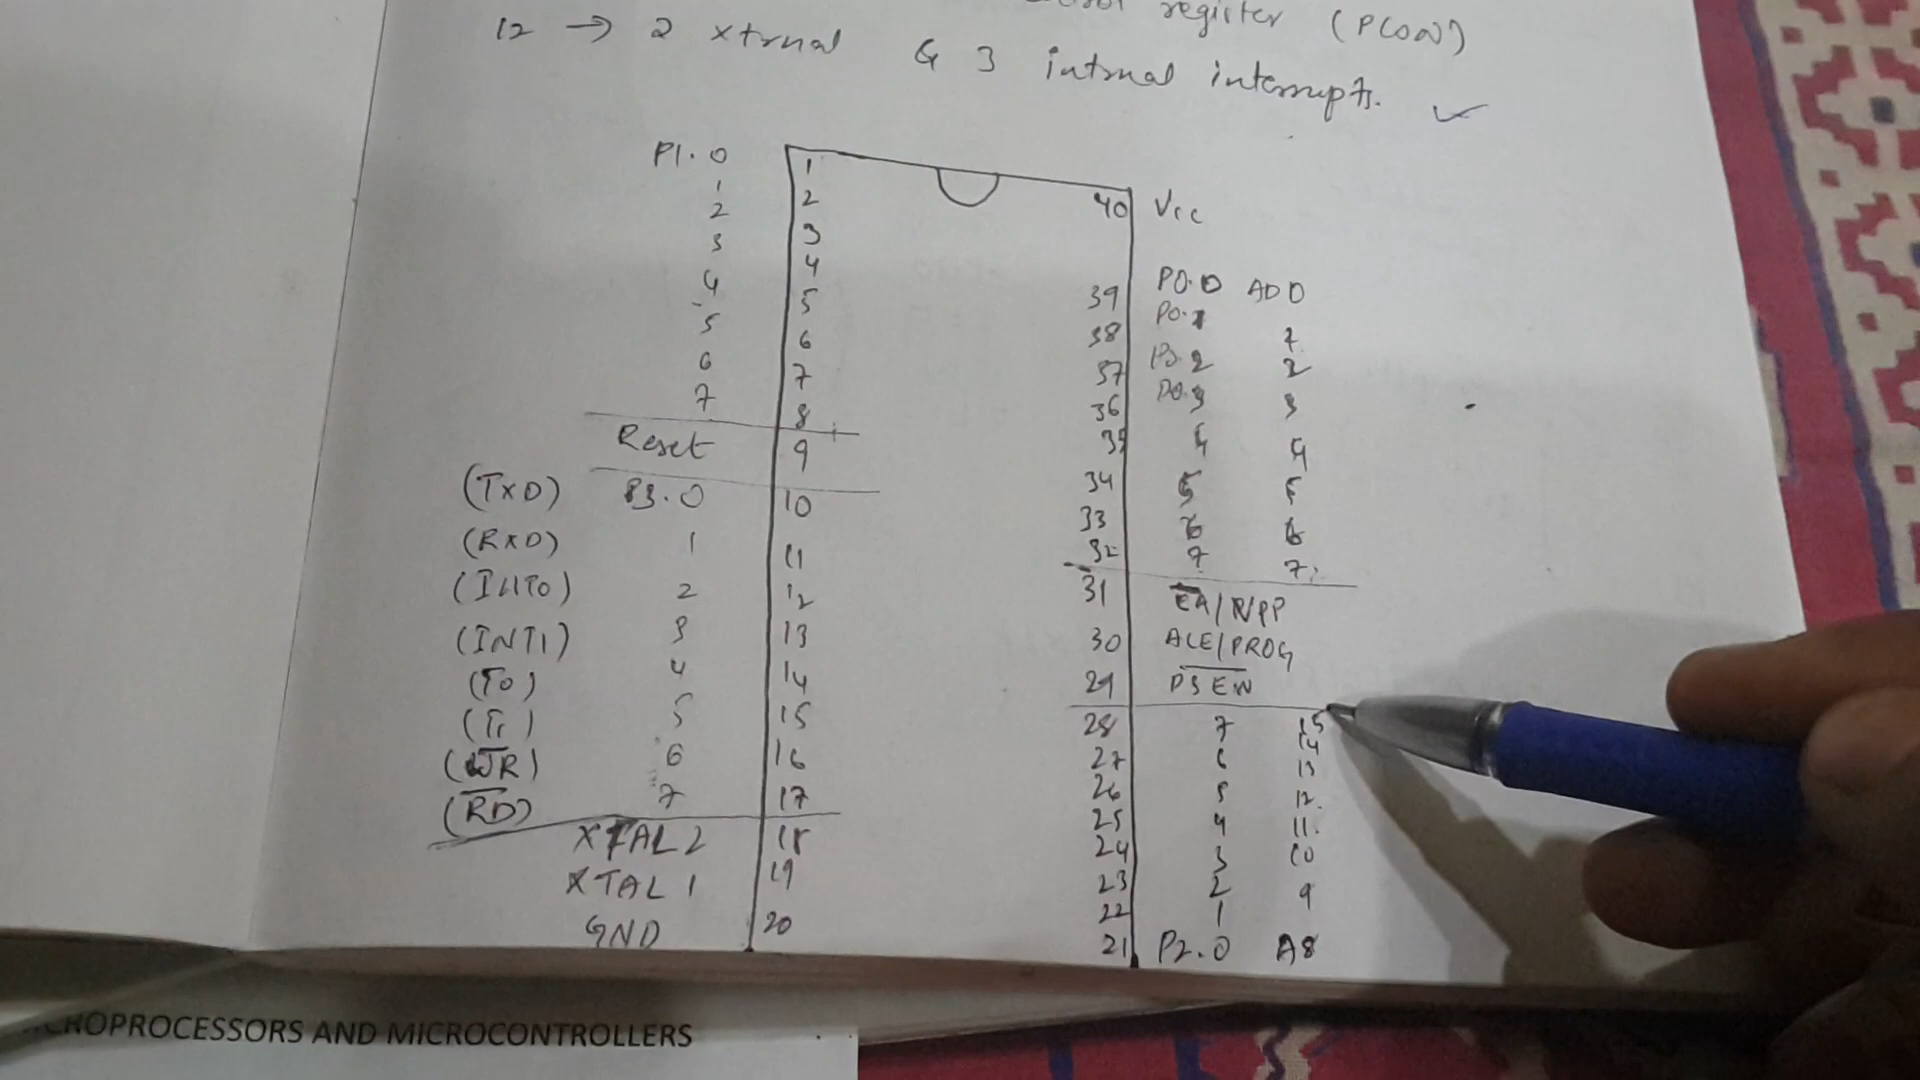 register (PCON)
12 → 2 xtrnal & 3 intrnal interrupts. ✓
P1.0 1
1 2
2 3
3 4
4 5
5 6
6 7
7 8
Reset 9
(TXD) P3.0 10
(RXD) 1 11
(INT0) 2 12
(INT1) 3 13
(T0) 4 14
(T1) 5 15
(WR) 6 16
(RD) 7 17
XTAL 2 18
XTAL 1 19
GND 20
40 Vcc
39 P0.0 AD0
38 P0.1 1
37 P0.2 2
36 P0.3 3
35 4 4
34 5 5
33 6 6
32 7 7
31 EA/VPP
30 ALE/PROG
29 PSEN
28 7 15
27 6 14
26 5 13
25 4 12.
24 3 11.
23 2 10
22 1 9
21 P2.0 A8
MICROPROCESSORS AND MICROCONTROLLERS